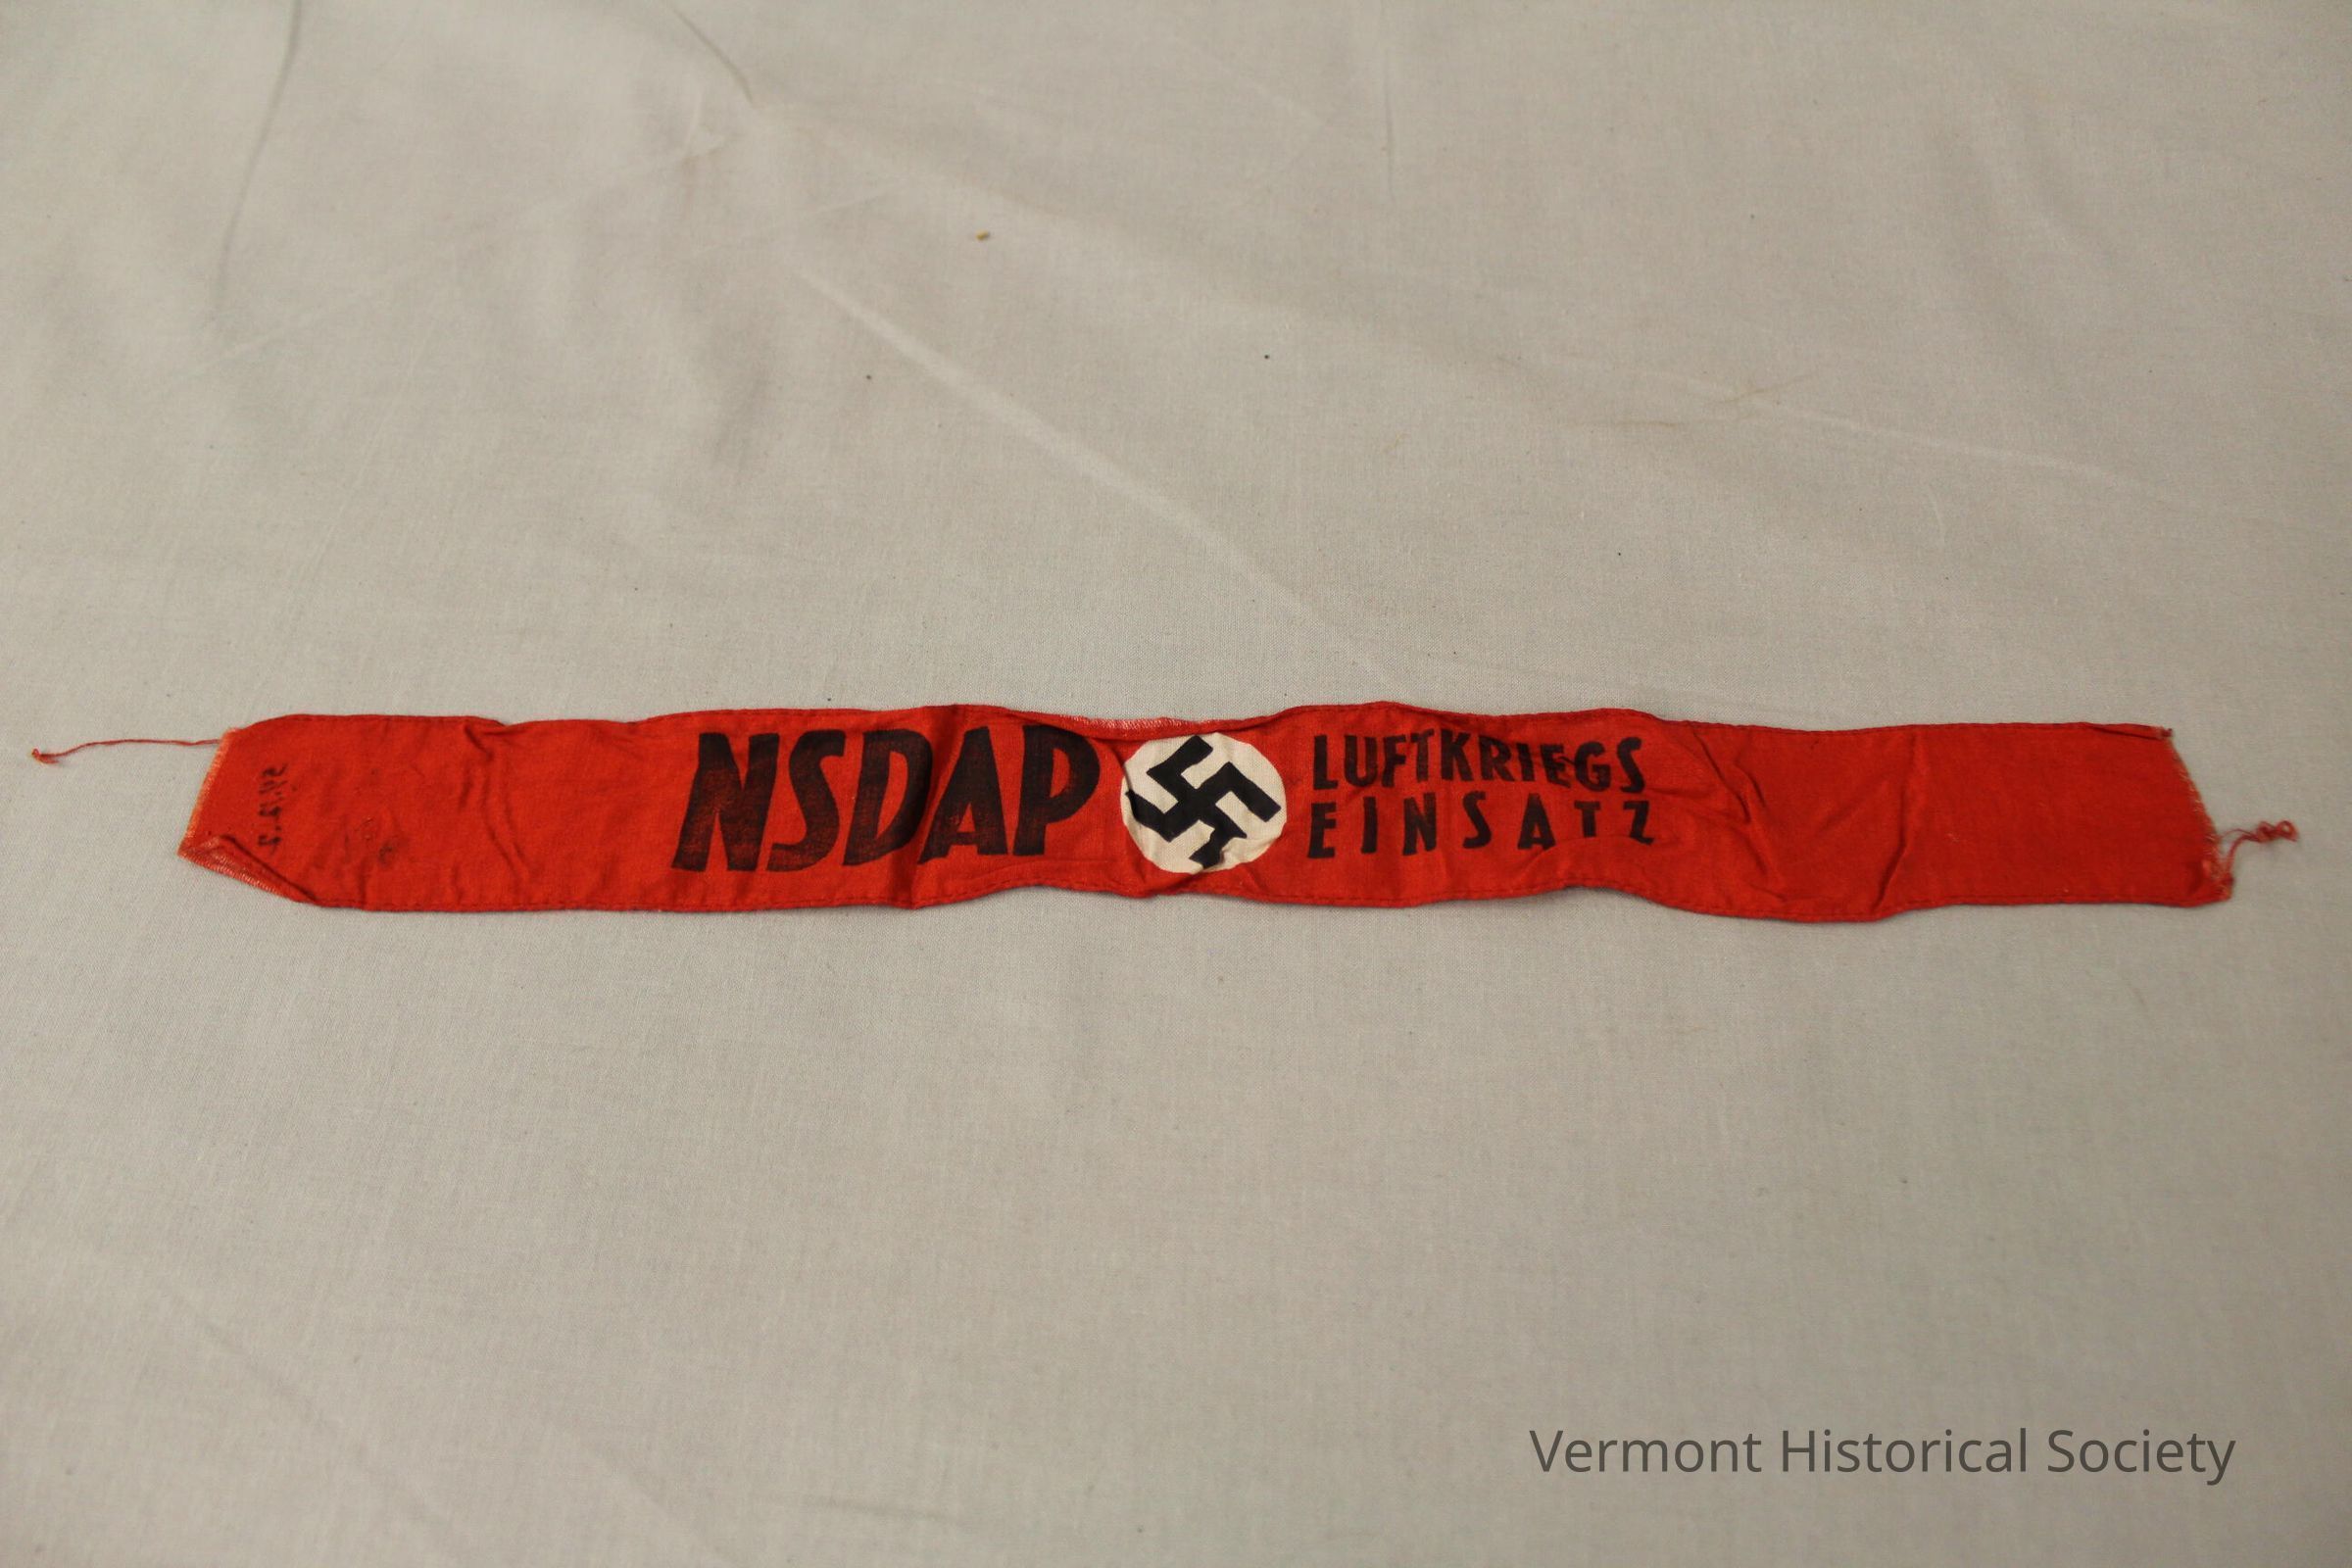 NSDAP
LUFTKRIEGS
EINSATZ
Vermont Historical Society